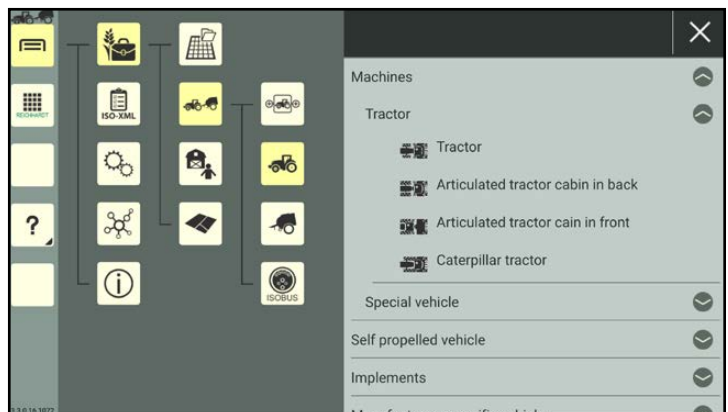 REICHHARDT
ISO-XML
?
ISOBUS
Machines
Tractor
Tractor
Articulated tractor cabin in back
Articulated tractor cain in front
Caterpillar tractor
Special vehicle
Self propelled vehicle
Implements